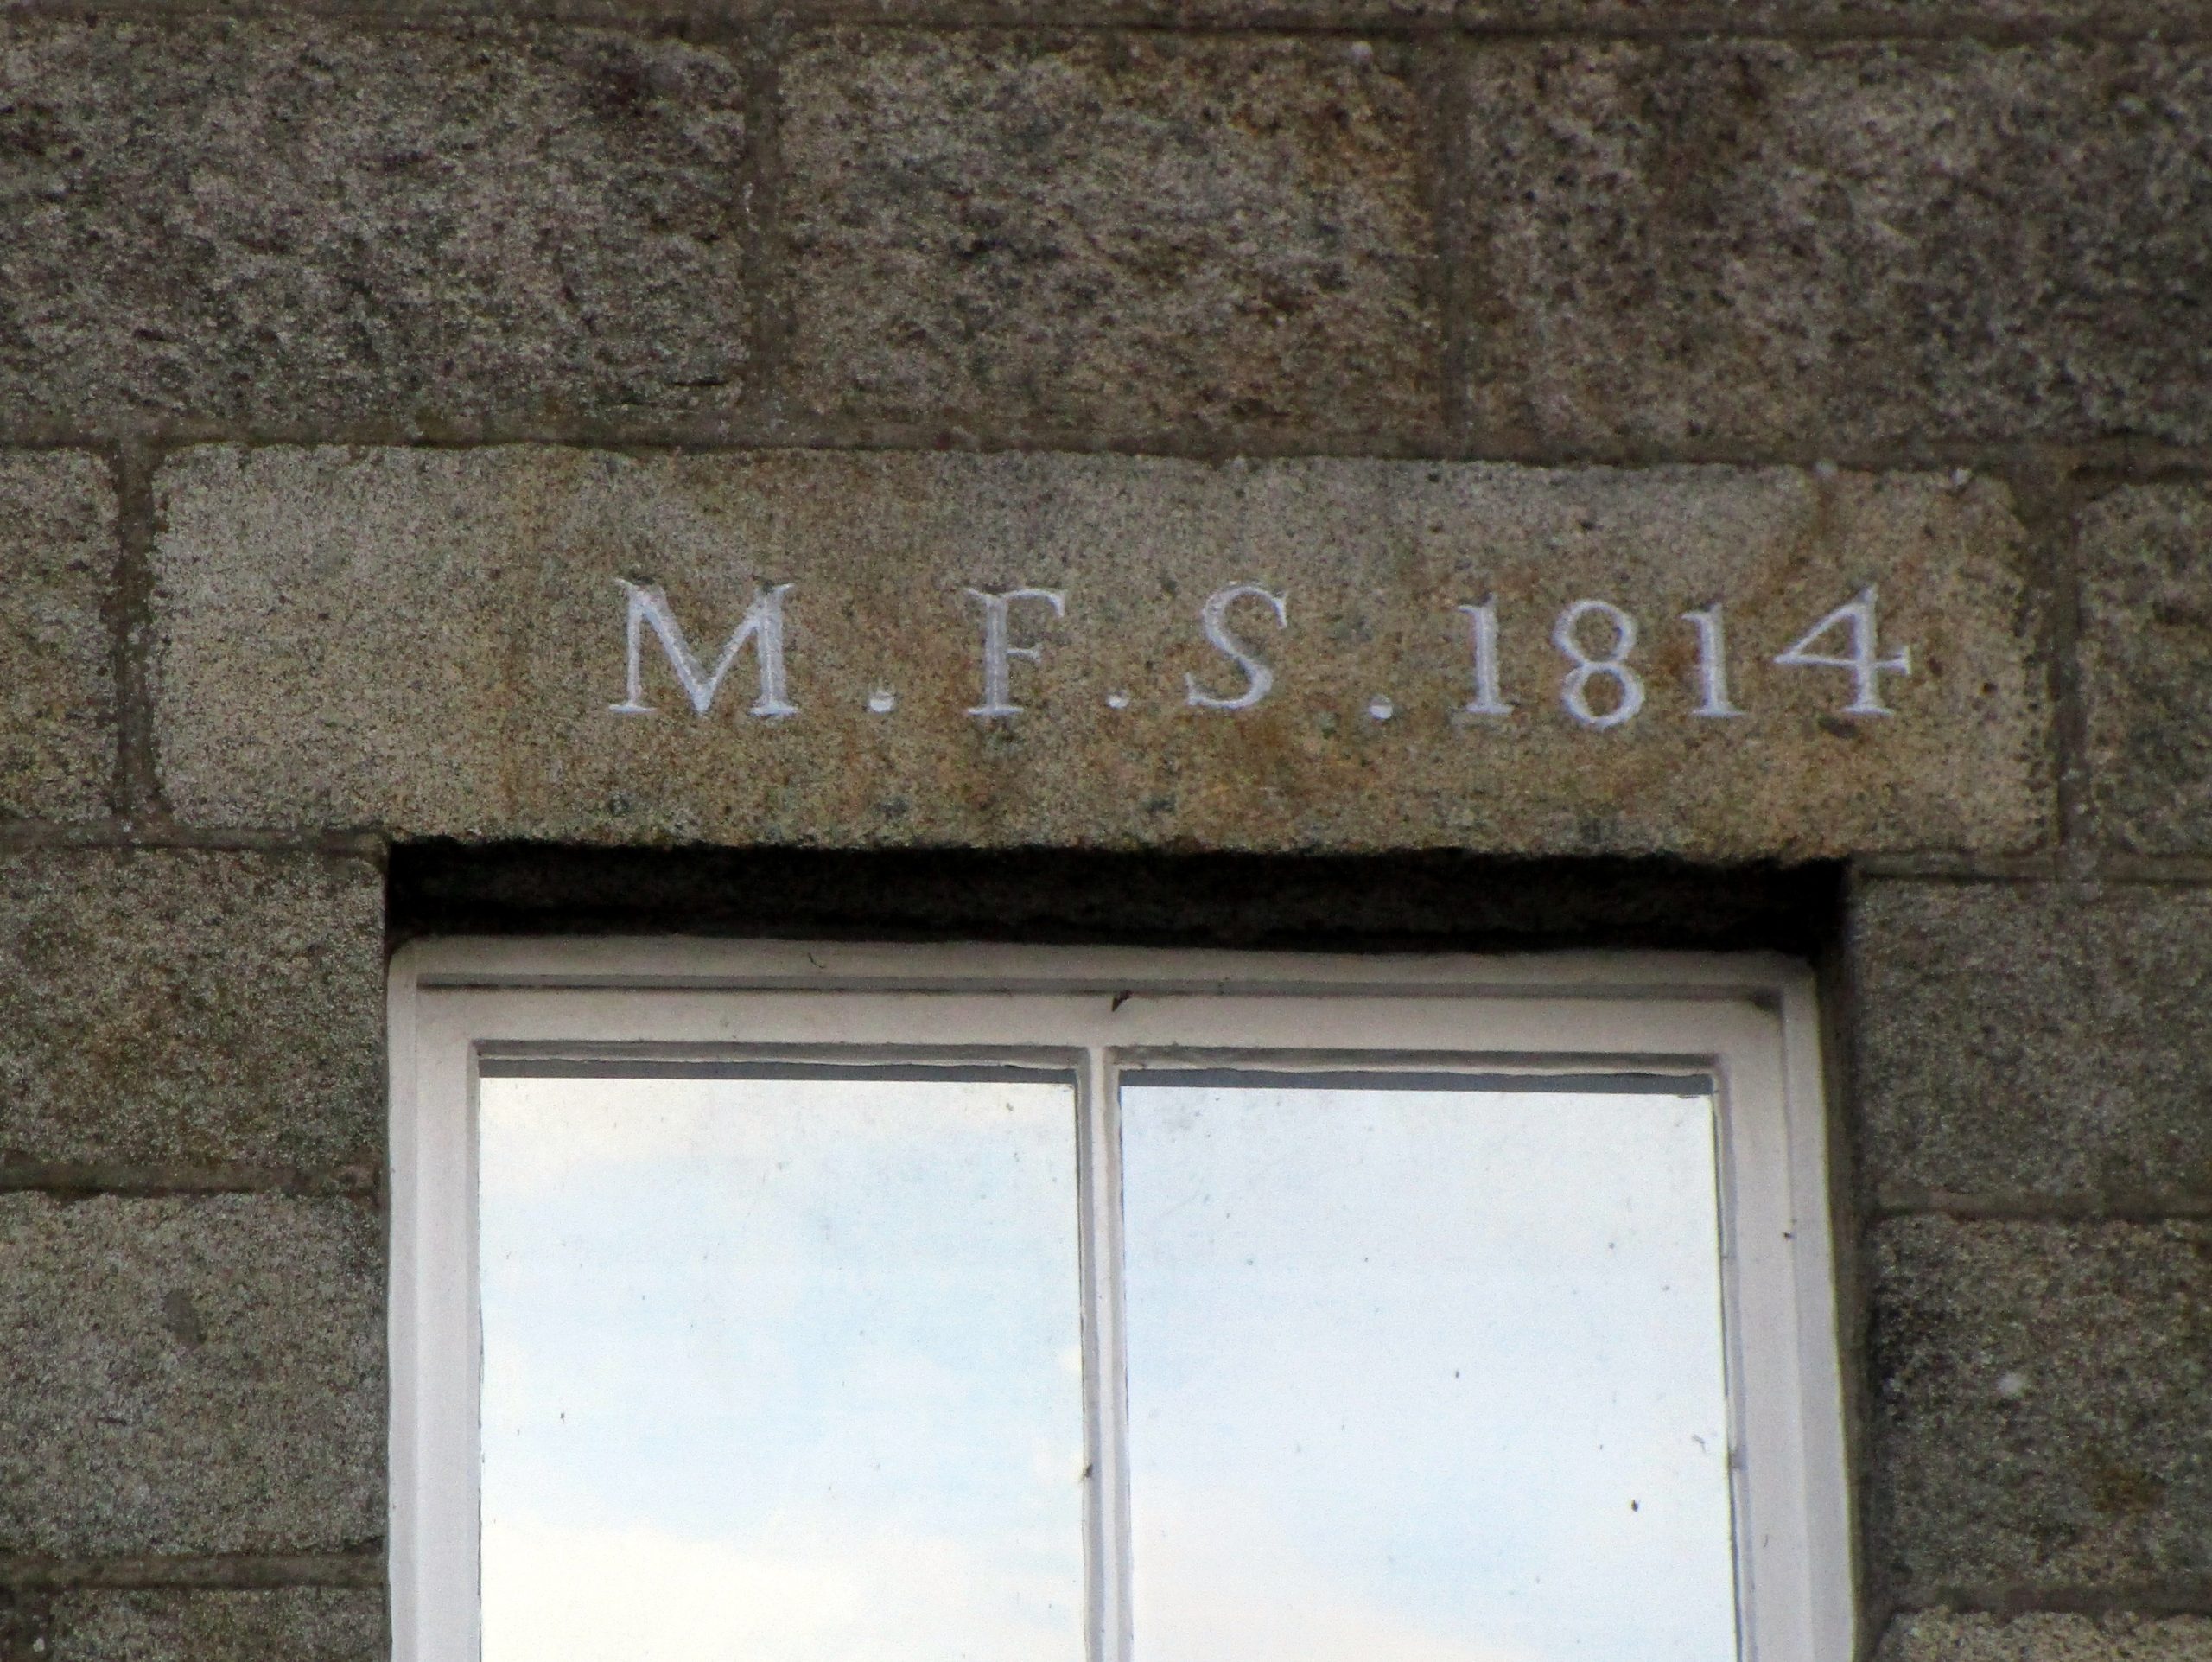 M . F . S . 1814